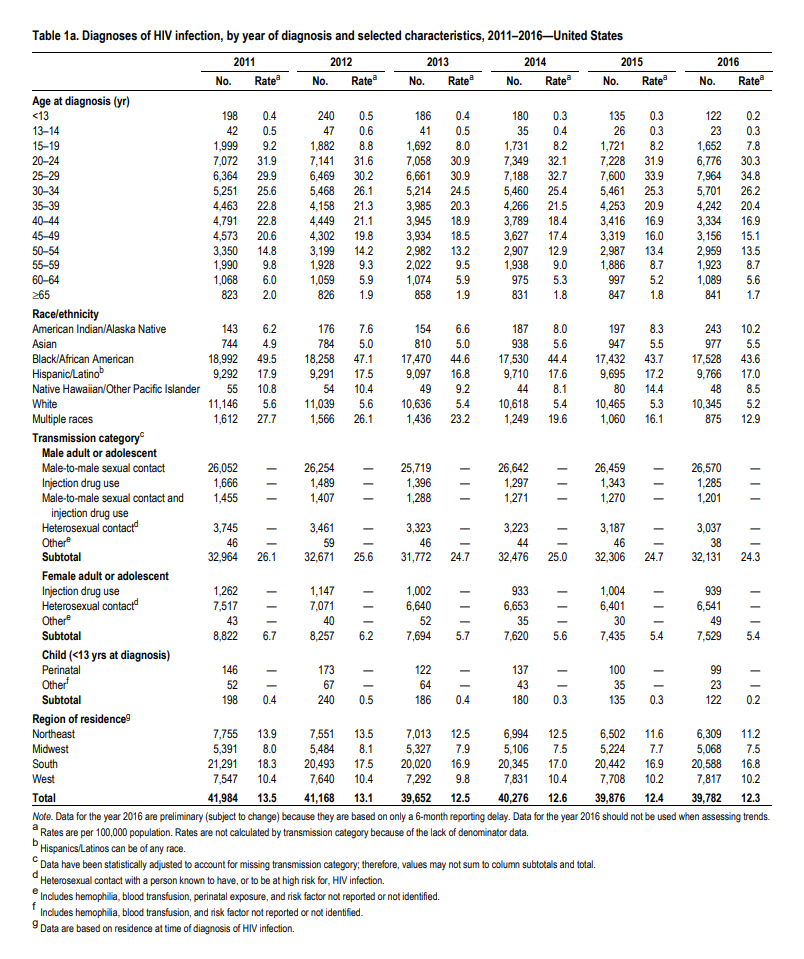 Table 1a. Diagnoses of HIV infection, by year of diagnosis and selected characteristics, 2011–2016—United States
2011 2012 2013 2014 2015 2016
No. Ratea No. Ratea No. Ratea No. Ratea No. Ratea No. Ratea
Age at diagnosis (yr)
<13 198 0.4 240 0.5 186 0.4 180 0.3 135 0.3 122 0.2
13–14 42 0.5 47 0.6 41 0.5 35 0.4 26 0.3 23 0.3
15–19 1,999 9.2 1,882 8.8 1,692 8.0 1,731 8.2 1,721 8.2 1,652 7.8
20–24 7,072 31.9 7,141 31.6 7,058 30.9 7,349 32.1 7,228 31.9 6,776 30.3
25–29 6,364 29.9 6,469 30.2 6,661 30.9 7,188 32.7 7,600 33.9 7,964 34.8
30–34 5,251 25.6 5,468 26.1 5,214 24.5 5,460 25.4 5,461 25.3 5,701 26.2
35–39 4,463 22.8 4,158 21.3 3,985 20.3 4,266 21.5 4,253 20.9 4,242 20.4
40–44 4,791 22.8 4,449 21.1 3,945 18.9 3,789 18.4 3,416 16.9 3,334 16.9
45–49 4,573 20.6 4,302 19.8 3,934 18.5 3,627 17.4 3,319 16.0 3,156 15.1
50–54 3,350 14.8 3,199 14.2 2,982 13.2 2,907 12.9 2,987 13.4 2,959 13.5
55–59 1,990 9.8 1,928 9.3 2,022 9.5 1,938 9.0 1,886 8.7 1,923 8.7
60–64 1,068 6.0 1,059 5.9 1,074 5.9 975 5.3 997 5.2 1,089 5.6
≥65 823 2.0 826 1.9 858 1.9 831 1.8 847 1.8 841 1.7
Race/ethnicity
American Indian/Alaska Native 143 6.2 176 7.6 154 6.6 187 8.0 197 8.3 243 10.2
Asian 744 4.9 784 5.0 810 5.0 938 5.6 947 5.5 977 5.5
Black/African American 18,992 49.5 18,258 47.1 17,470 44.6 17,530 44.4 17,432 43.7 17,528 43.6
Hispanic/Latinob 9,292 17.9 9,291 17.5 9,097 16.8 9,710 17.6 9,695 17.2 9,766 17.0
Native Hawaiian/Other Pacific Islander 55 10.8 54 10.4 49 9.2 44 8.1 80 14.4 48 8.5
White 11,146 5.6 11,039 5.6 10,636 5.4 10,618 5.4 10,465 5.3 10,345 5.2
Multiple races 1,612 27.7 1,566 26.1 1,436 23.2 1,249 19.6 1,060 16.1 875 12.9
Transmission categoryc
Male adult or adolescent
Male-to-male sexual contact 26,052 — 26,254 — 25,719 — 26,642 — 26,459 — 26,570 —
Injection drug use 1,666 — 1,489 — 1,396 — 1,297 — 1,343 — 1,285 —
Male-to-male sexual contact and 1,455 — 1,407 — 1,288 — 1,271 — 1,270 — 1,201 —
injection drug use
Heterosexual contactd 3,745 — 3,461 — 3,323 — 3,223 — 3,187 — 3,037 —
Othere 46 — 59 — 46 — 44 — 46 — 38 —
Subtotal 32,964 26.1 32,671 25.6 31,772 24.7 32,476 25.0 32,306 24.7 32,131 24.3
Female adult or adolescent
Injection drug use 1,262 — 1,147 — 1,002 — 933 — 1,004 — 939 —
Heterosexual contactd 7,517 — 7,071 — 6,640 — 6,653 — 6,401 — 6,541 —
Othere 43 — 40 — 52 — 35 — 30 — 49 —
Subtotal 8,822 6.7 8,257 6.2 7,694 5.7 7,620 5.6 7,435 5.4 7,529 5.4
Child (<13 yrs at diagnosis)
Perinatal 146 — 173 — 122 — 137 — 100 — 99 —
Otherf 52 — 67 — 64 — 43 — 35 — 23 —
Subtotal 198 0.4 240 0.5 186 0.4 180 0.3 135 0.3 122 0.2
Region of residenceg
Northeast 7,755 13.9 7,551 13.5 7,013 12.5 6,994 12.5 6,502 11.6 6,309 11.2
Midwest 5,391 8.0 5,484 8.1 5,327 7.9 5,106 7.5 5,224 7.7 5,068 7.5
South 21,291 18.3 20,493 17.5 20,020 16.9 20,345 17.0 20,442 16.9 20,588 16.8
West 7,547 10.4 7,640 10.4 7,292 9.8 7,831 10.4 7,708 10.2 7,817 10.2
Total 41,984 13.5 41,168 13.1 39,652 12.5 40,276 12.6 39,876 12.4 39,782 12.3
Note. Data for the year 2016 are preliminary (subject to change) because they are based on only a 6-month reporting delay. Data for the year 2016 should not be used when assessing trends.
a Rates are per 100,000 population. Rates are not calculated by transmission category because of the lack of denominator data.
b Hispanics/Latinos can be of any race.
c Data have been statistically adjusted to account for missing transmission category; therefore, values may not sum to column subtotals and total.
d Heterosexual contact with a person known to have, or to be at high risk for, HIV infection.
e Includes hemophilia, blood transfusion, perinatal exposure, and risk factor not reported or not identified.
f Includes hemophilia, blood transfusion, and risk factor not reported or not identified.
g Data are based on residence at time of diagnosis of HIV infection.